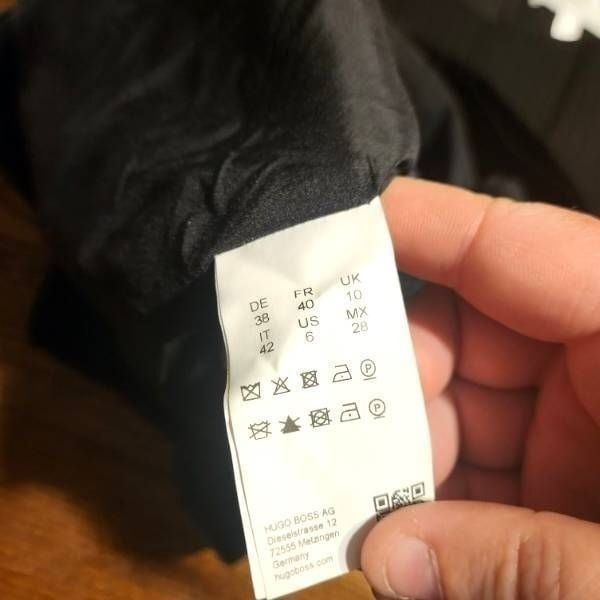 DE FR UK
38 40 10
IT US MX
42 6 28
P
P
HUGO BOSS AG
Dieselstrasse 12
72555 Metzingen
Germany
hugoboss.com